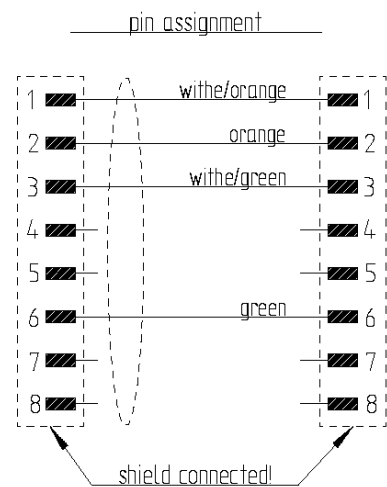 pin assignment
1 withe/orange 1
2 orange 2
3 withe/green 3
4 4
5 5
6 green 6
7 7
8 8
shield connected!